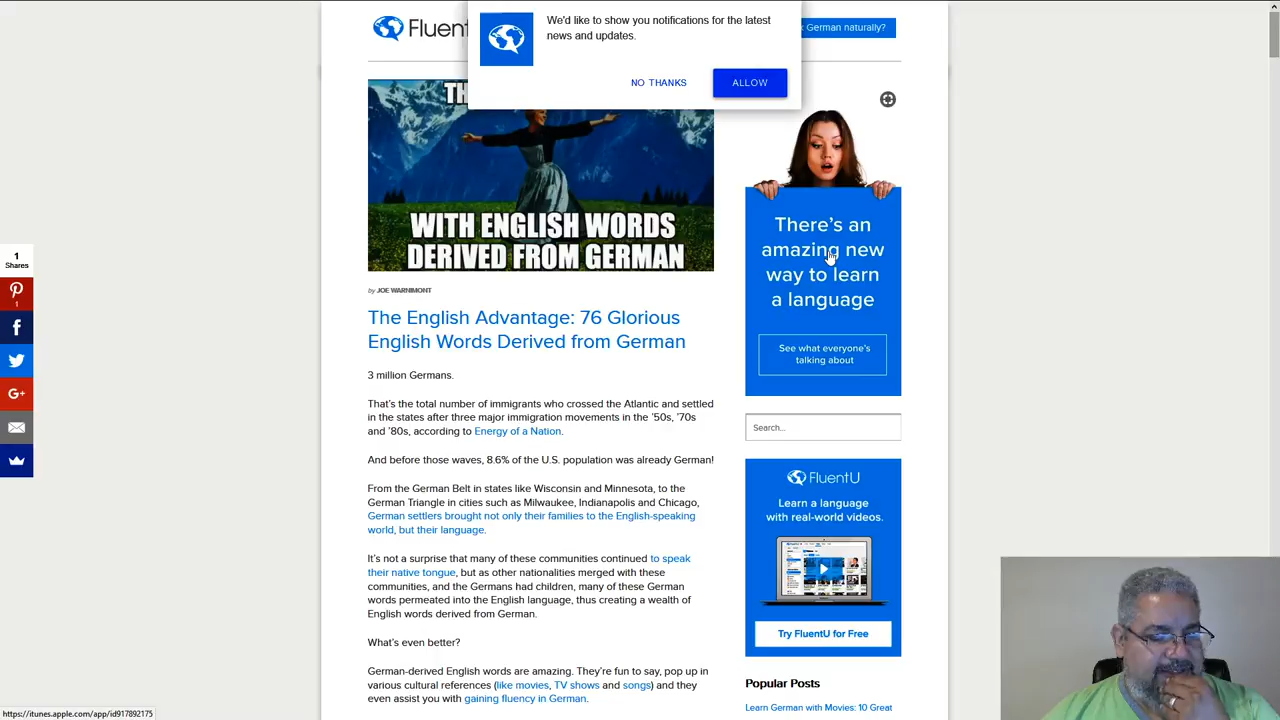 Fluent
We'd like to show you notifications for the latest
news and updates.
NO THANKS
ALLOW
German naturally?
WITH ENGLISH WORDS
DERIVED FROM GERMAN
1
Shares
1
by JOE WARNIMONT
The English Advantage: 76 Glorious
English Words Derived from German
3 million Germans.
That's the total number of immigrants who crossed the Atlantic and settled
in the states after three major immigration movements in the '50s, '70s
and '80s, according to Energy of a Nation.
And before those waves, 8.6% of the U.S. population was already German!
From the German Belt in states like Wisconsin and Minnesota, to the
German Triangle in cities such as Milwaukee, Indianapolis and Chicago,
German settlers brought not only their families to the English-speaking
world, but their language.
It's not a surprise that many of these communities continued to speak
their native tongue, but as other nationalities merged with these
communities, and the Germans had children, many of these German
words permeated into the English language, thus creating a wealth of
English words derived from German.
What's even better?
German-derived English words are amazing. They're fun to say, pop up in
various cultural references (like movies, TV shows and songs) and they
even assist you with gaining fluency in German.
There's an
amazing new
way to learn
a language
See what everyone's
talking about
Search...
FluentU
Learn a language
with real-world videos.
Try FluentU for Free
Popular Posts
Learn German with Movies: 10 Great
https://itunes.apple.com/app/id917892175